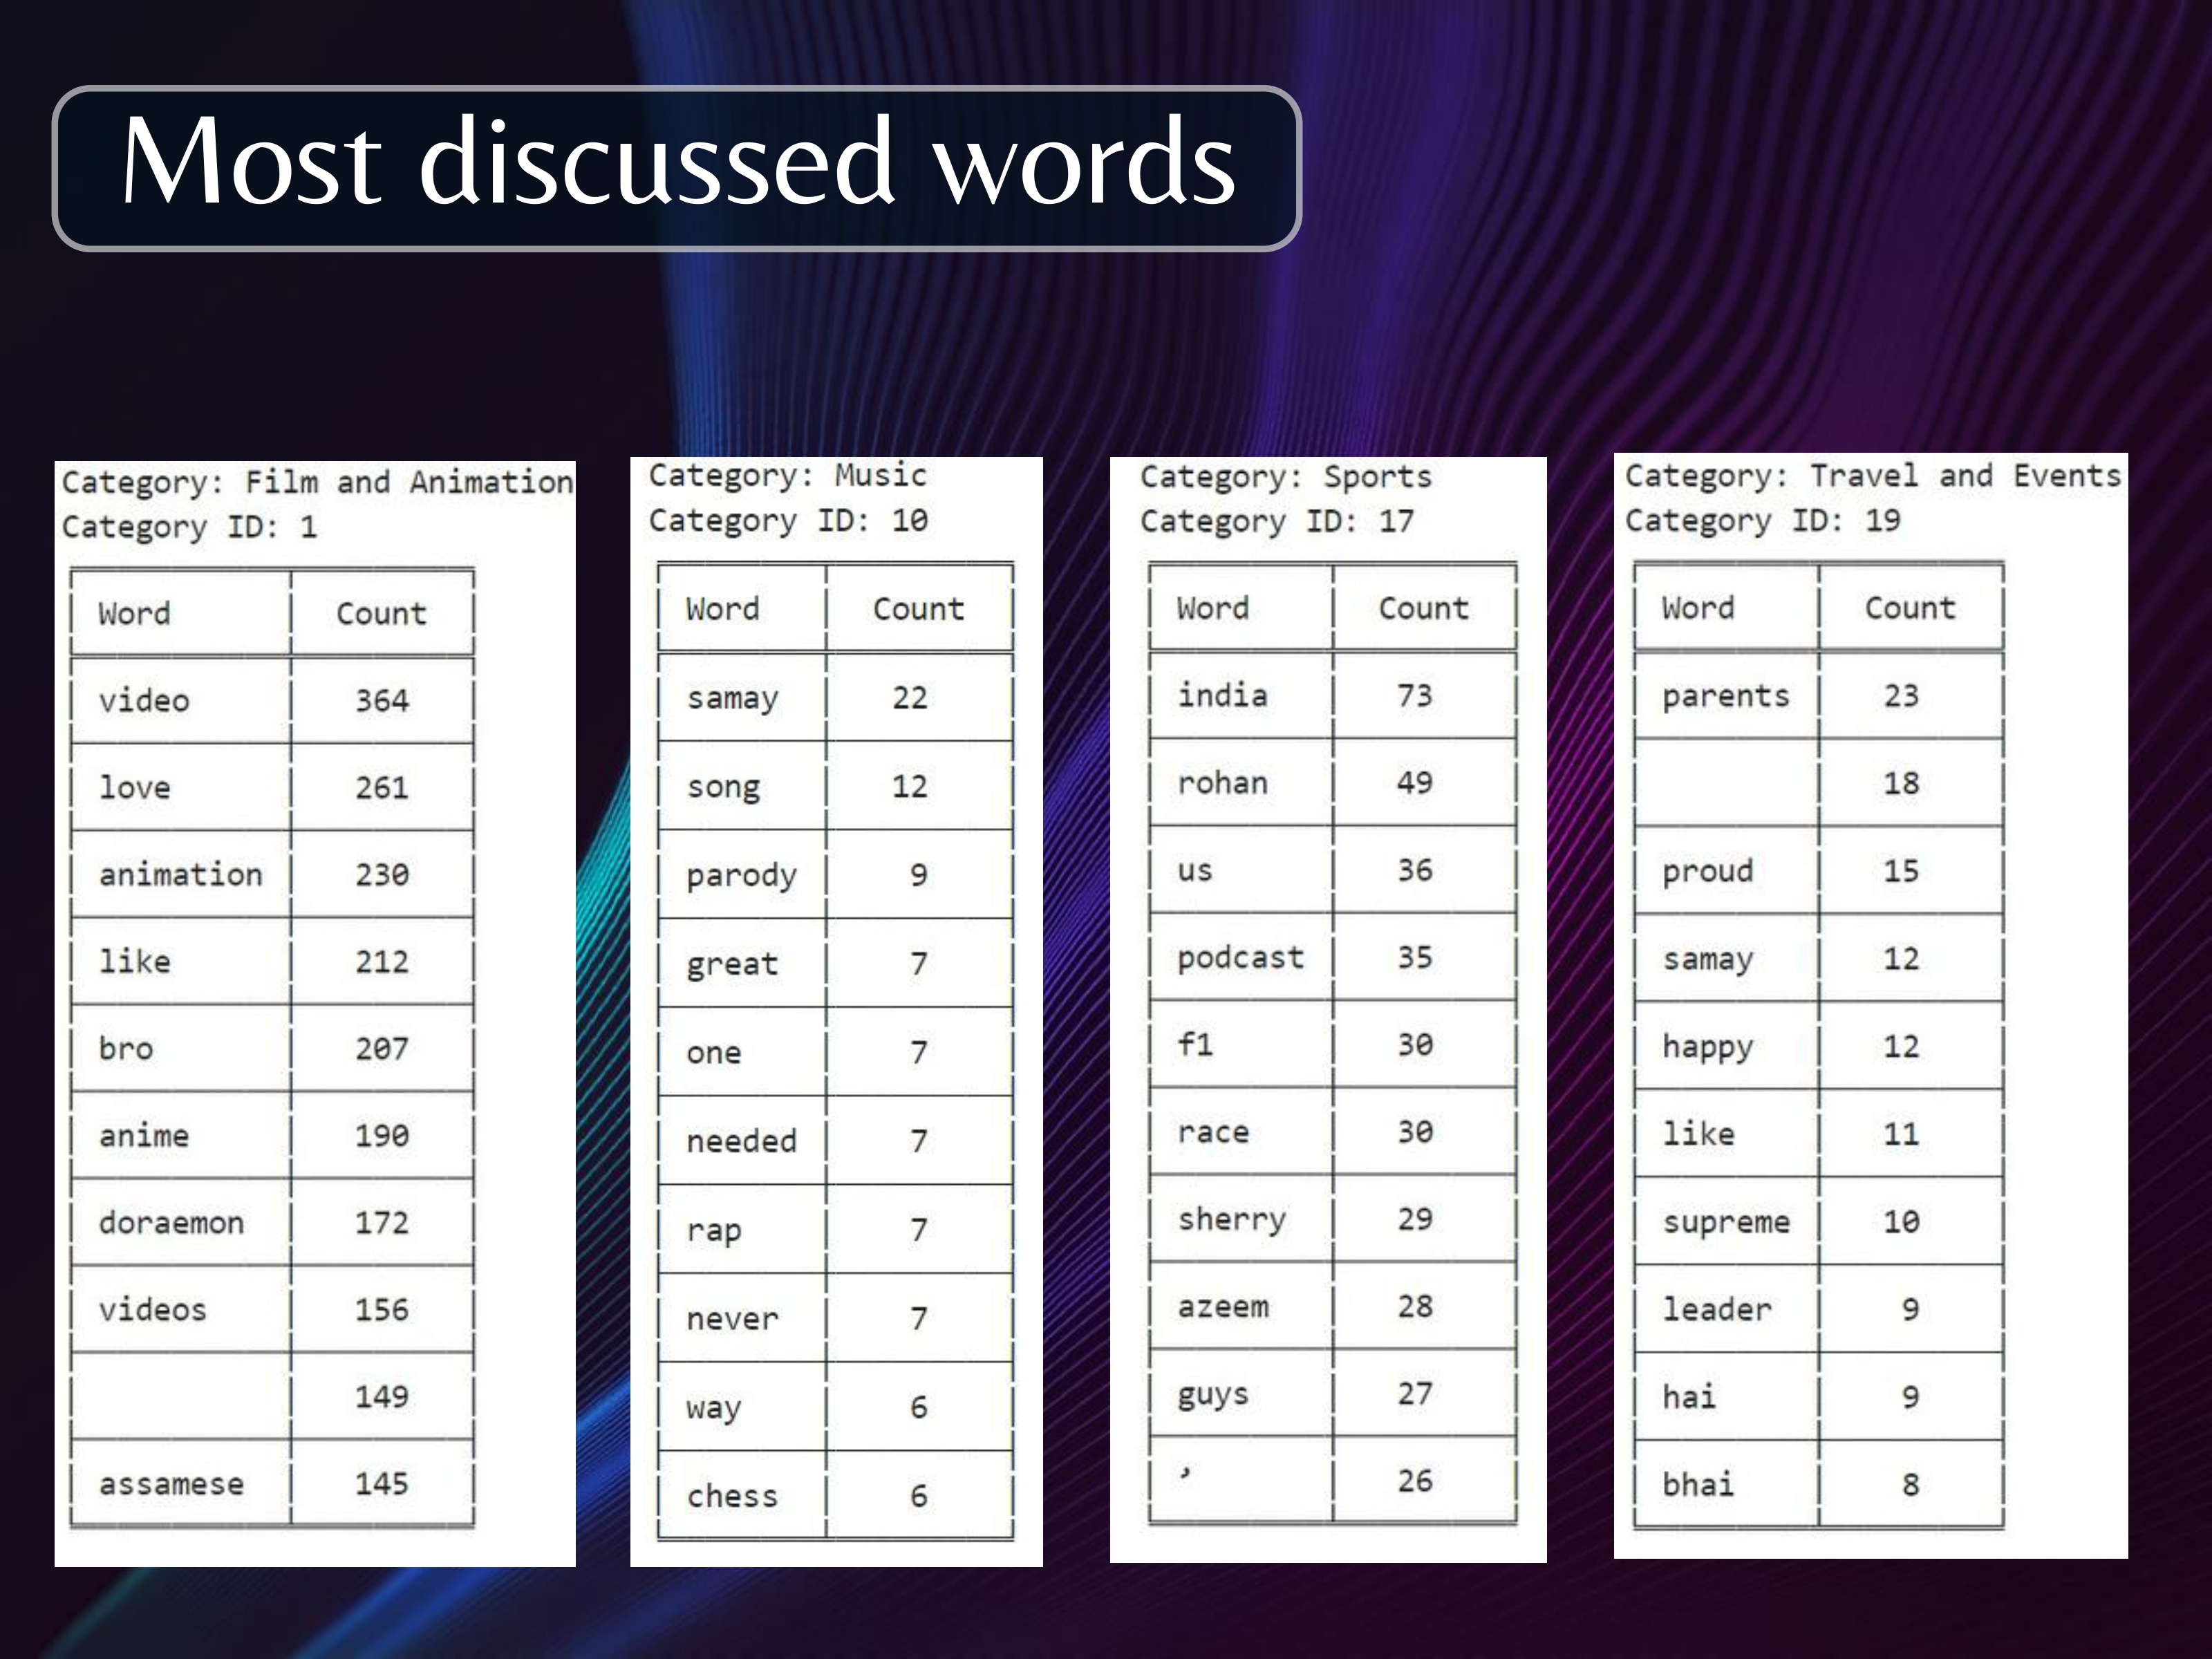 Most discussed words
Category: Film and Animation
Category ID: 1
Word Count
video 364
love 261
animation 230
like 212
bro 207
anime 190
doraemon 172
videos 156
149
assamese 145
Category: Music
Category ID: 10
Word Count
samay 22
song 12
parody 9
great 7
one 7
needed 7
rap 7
never 7
way 6
chess 6
Category: Sports
Category ID: 17
Word Count
india 73
rohan 49
us 36
podcast 35
f1 30
race 30
sherry 29
azeem 28
guys 27
’ 26
Category: Travel and Events
Category ID: 19
Word Count
parents 23
18
proud 15
samay 12
happy 12
like 11
supreme 10
leader 9
hai 9
bhai 8